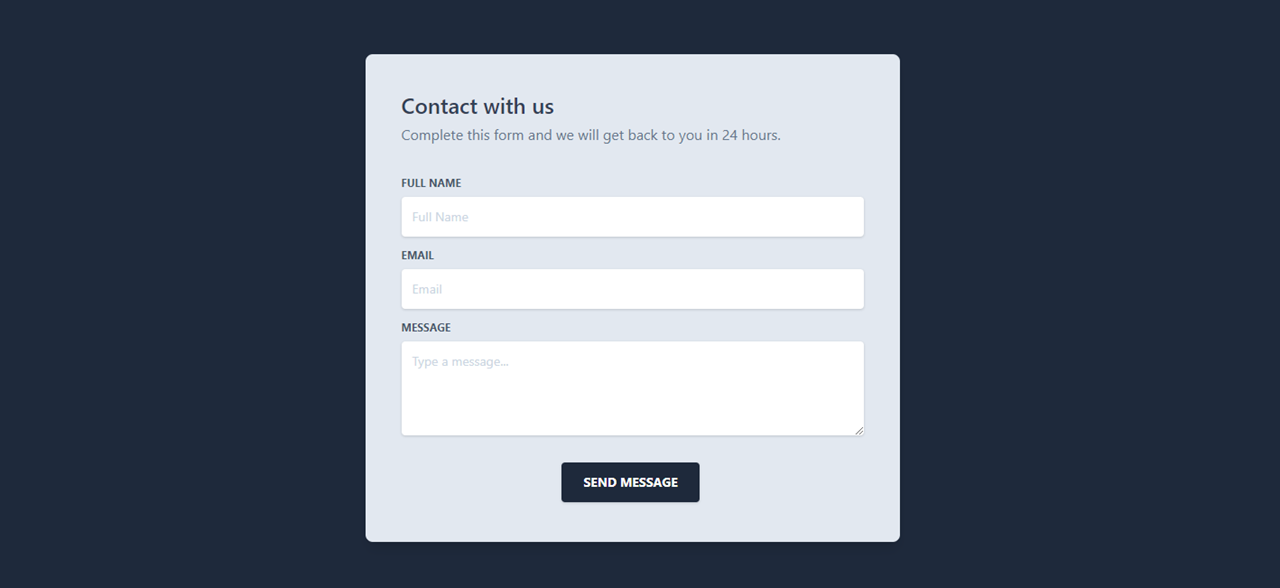 Contact with us
Complete this form and we will get back to you in 24 hours.
FULL NAME
Full Name
EMAIL
Email
MESSAGE
Type a message...
SEND MESSAGE